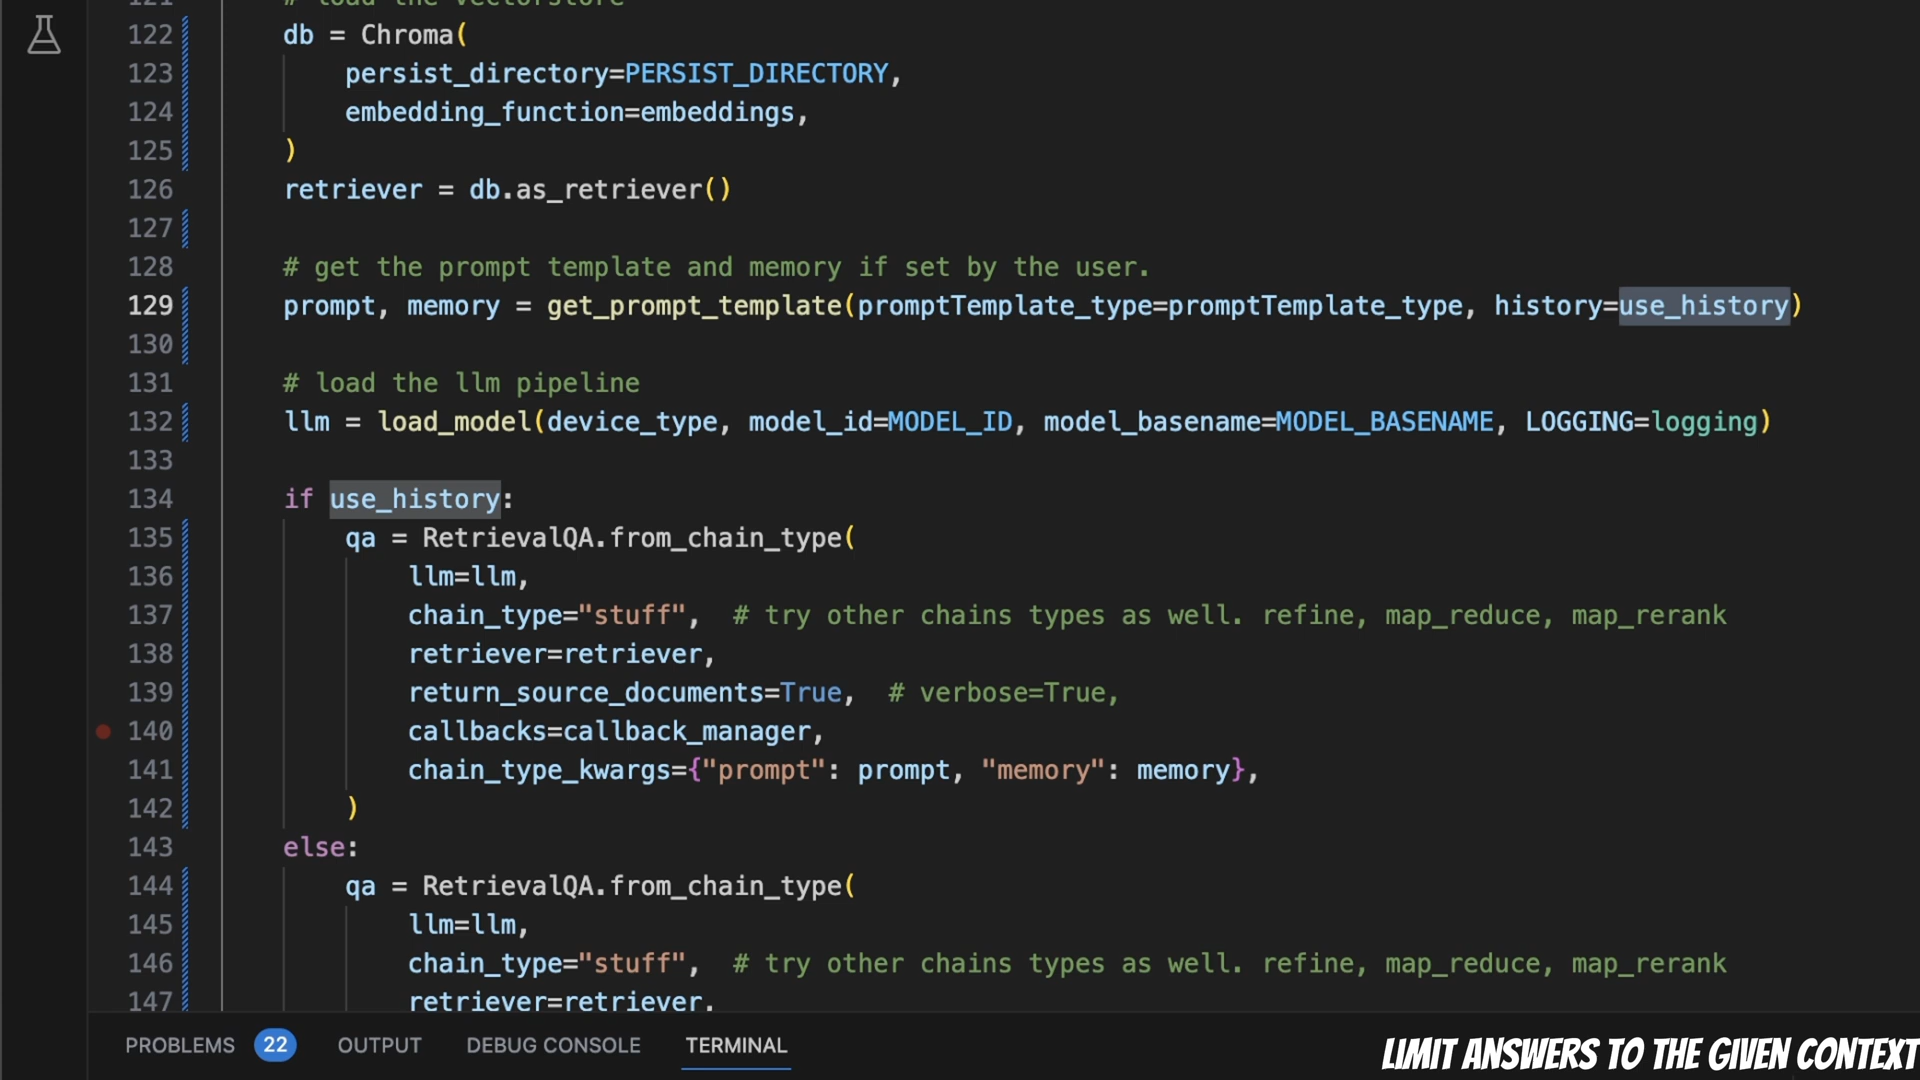 121 # load the vectorstore
122 db = Chroma(
123 persist_directory=PERSIST_DIRECTORY,
124 embedding_function=embeddings,
125 )
126 retriever = db.as_retriever()
127
128 # get the prompt template and memory if set by the user.
129 prompt, memory = get_prompt_template(promptTemplate_type=promptTemplate_type, history=use_history)
130
131 # load the llm pipeline
132 llm = load_model(device_type, model_id=MODEL_ID, model_basename=MODEL_BASENAME, LOGGING=logging)
133
134 if use_history:
135 qa = RetrievalQA.from_chain_type(
136 llm=llm,
137 chain_type="stuff", # try other chains types as well. refine, map_reduce, map_rerank
138 retriever=retriever,
139 return_source_documents=True, # verbose=True,
140 callbacks=callback_manager,
141 chain_type_kwargs={"prompt": prompt, "memory": memory},
142 )
143 else:
144 qa = RetrievalQA.from_chain_type(
145 llm=llm,
146 chain_type="stuff", # try other chains types as well. refine, map_reduce, map_rerank
147 retriever=retriever,
PROBLEMS 22 OUTPUT DEBUG CONSOLE TERMINAL
LIMIT ANSWERS TO THE GIVEN CONTEXT